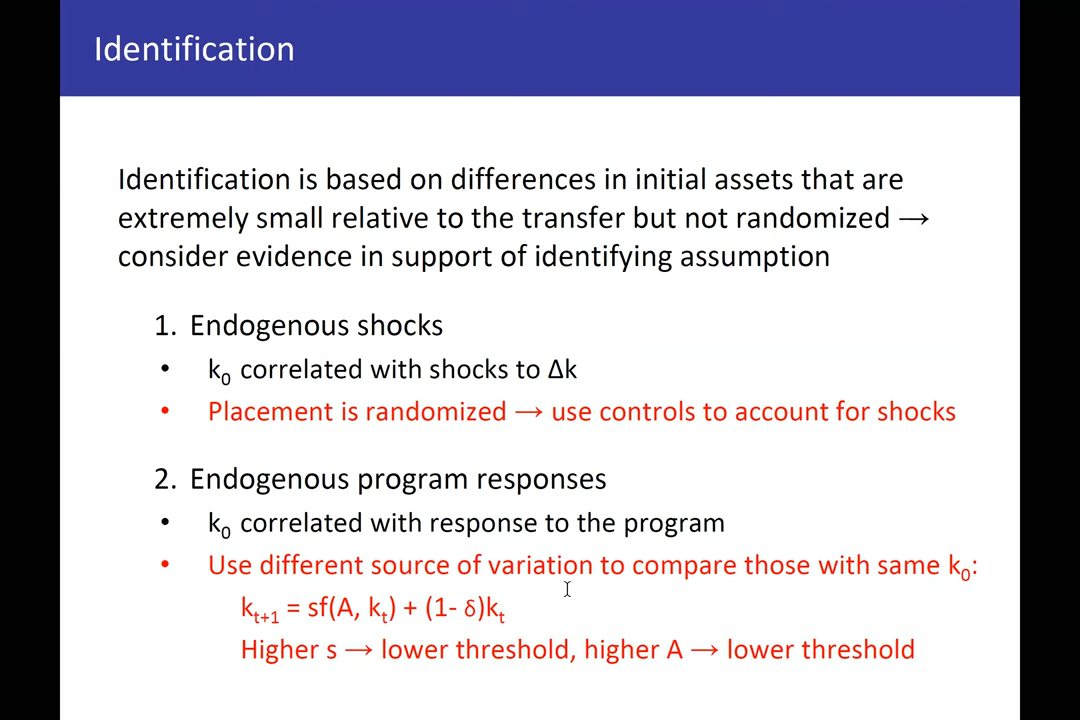 Identification
Identification is based on differences in initial assets that are
extremely small relative to the transfer but not randomized →
consider evidence in support of identifying assumption
1. Endogenous shocks
• k₀ correlated with shocks to Δk
• Placement is randomized → use controls to account for shocks
2. Endogenous program responses
• k₀ correlated with response to the program
• Use different source of variation to compare those with same k₀:
kₜ₊₁ = sf(A, kₜ) + (1- δ)kₜ
Higher s → lower threshold, higher A → lower threshold